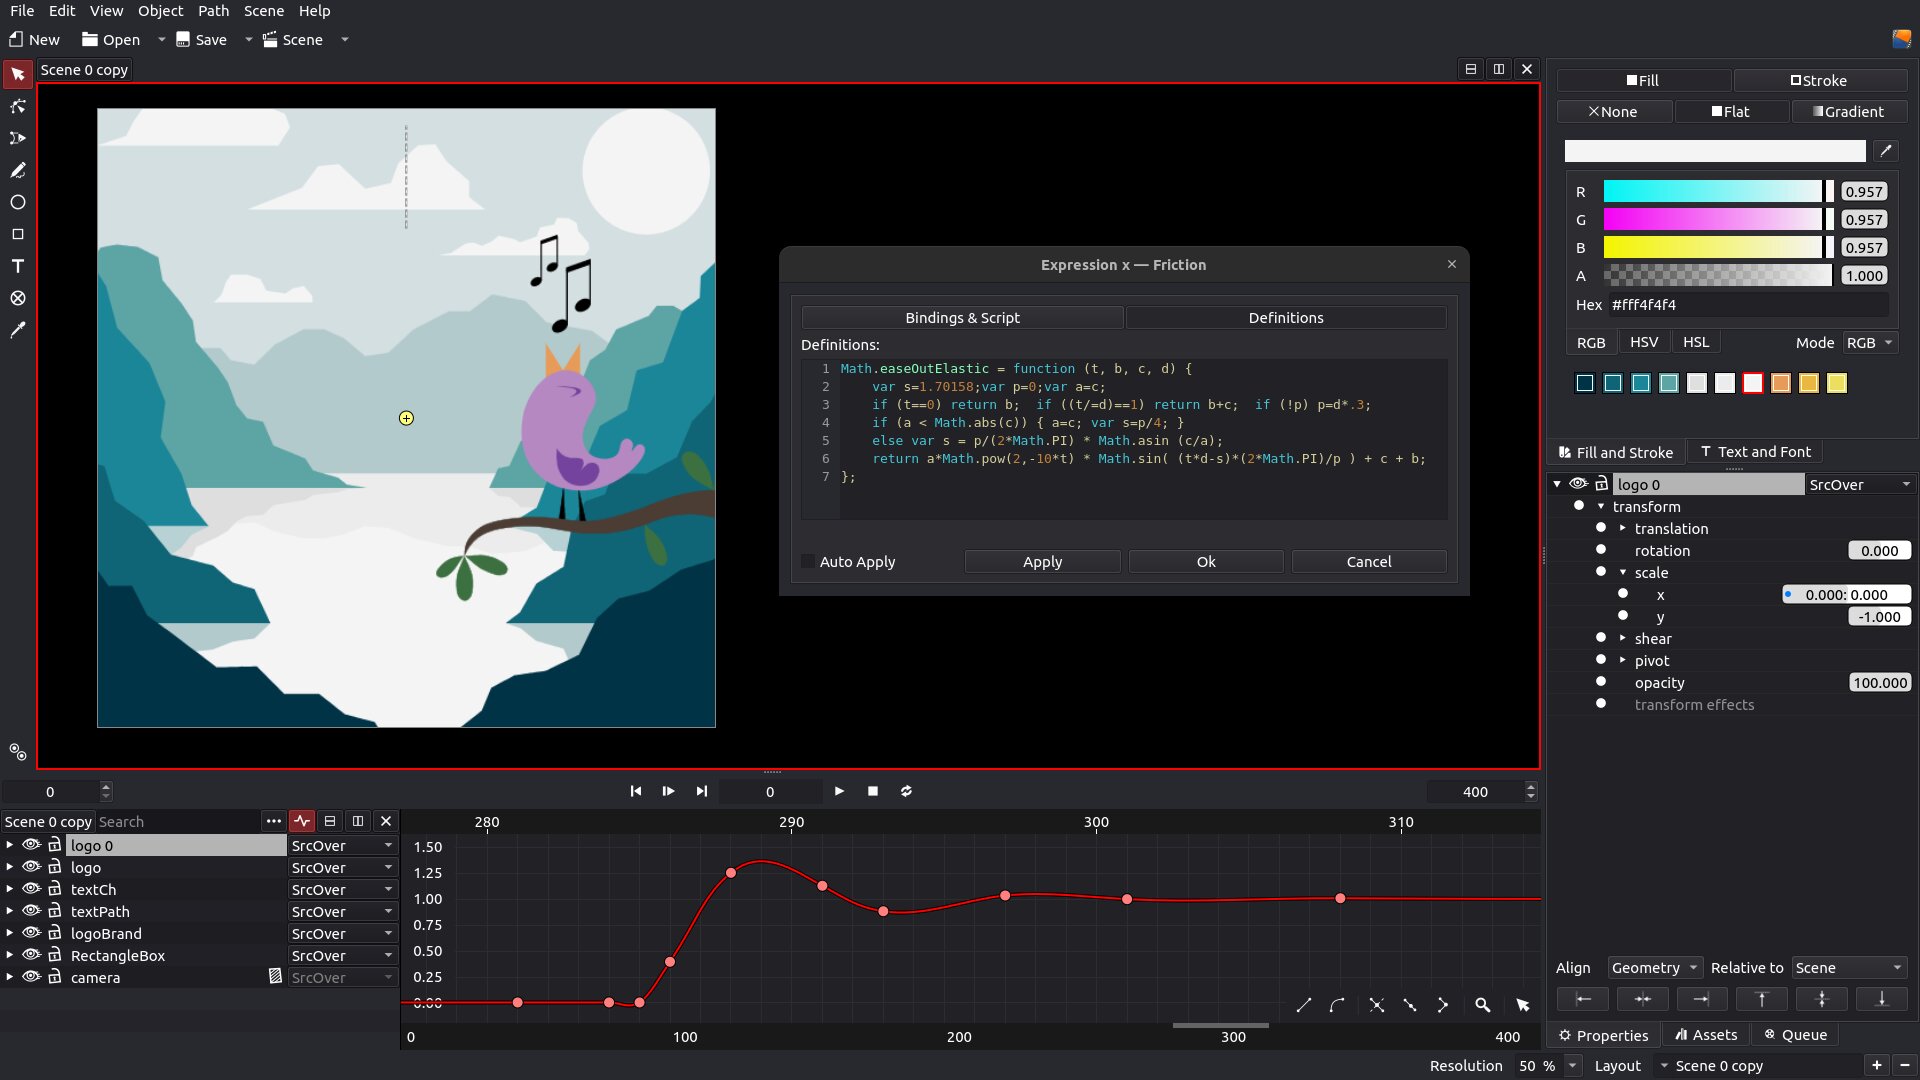 File Edit View Object Path Scene Help
New Open Save Scene
Scene 0 copy
Fill Stroke
None Flat Gradient
R 0.957
G 0.957
B 0.957
A 1.000
Hex #fff4f4f4
RGB HSV HSL Mode RGB
Fill and Stroke Text and Font
Expression x — Friction
Bindings & Script Definitions
Definitions:
1 Math.easeOutElastic = function (t, b, c, d) {
2 var s=1.70158;var p=0;var a=c;
3 if (t==0) return b;  if ((t/=d)==1) return b+c;  if (!p) p=d*.3;
4 if (a < Math.abs(c)) { a=c; var s=p/4; }
5 else var s = p/(2*Math.PI) * Math.asin (c/a);
6 return a*Math.pow(2,-10*t) * Math.sin( (t*d-s)*(2*Math.PI)/p ) + c + b;
7 };
Auto Apply Apply Ok Cancel
logo 0 SrcOver
transform
translation
rotation 0.000
scale
x 0.000: 0.000
y -1.000
shear
pivot
opacity 100.000
transform effects
Align Geometry Relative to Scene
Properties Assets Queue
0 0 400
Scene 0 copy Search
logo 0 SrcOver
logo SrcOver
textCh SrcOver
textPath SrcOver
logoBrand SrcOver
RectangleBox SrcOver
camera SrcOver
280 290 300 310
1.50
1.25
1.00
0.75
0.50
0.25
0.00
0 100 200 300 400
Resolution 50 % Layout Scene 0 copy